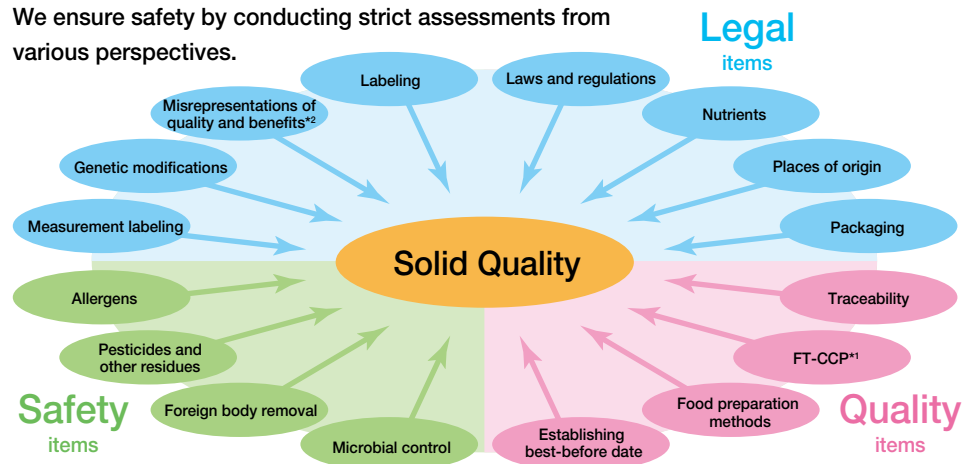 We ensure safety by conducting strict assessments from
various perspectives.
Legal
items
Labeling
Laws and regulations
Misrepresentations of
quality and benefits*2
Nutrients
Genetic modifications
Places of origin
Measurement labeling
Packaging
Solid Quality
Allergens
Traceability
Pesticides and
other residues
FT-CCP*1
Foreign body removal
Food preparation
methods
Microbial control
Establishing
best-before date
Safety
items
Quality
items